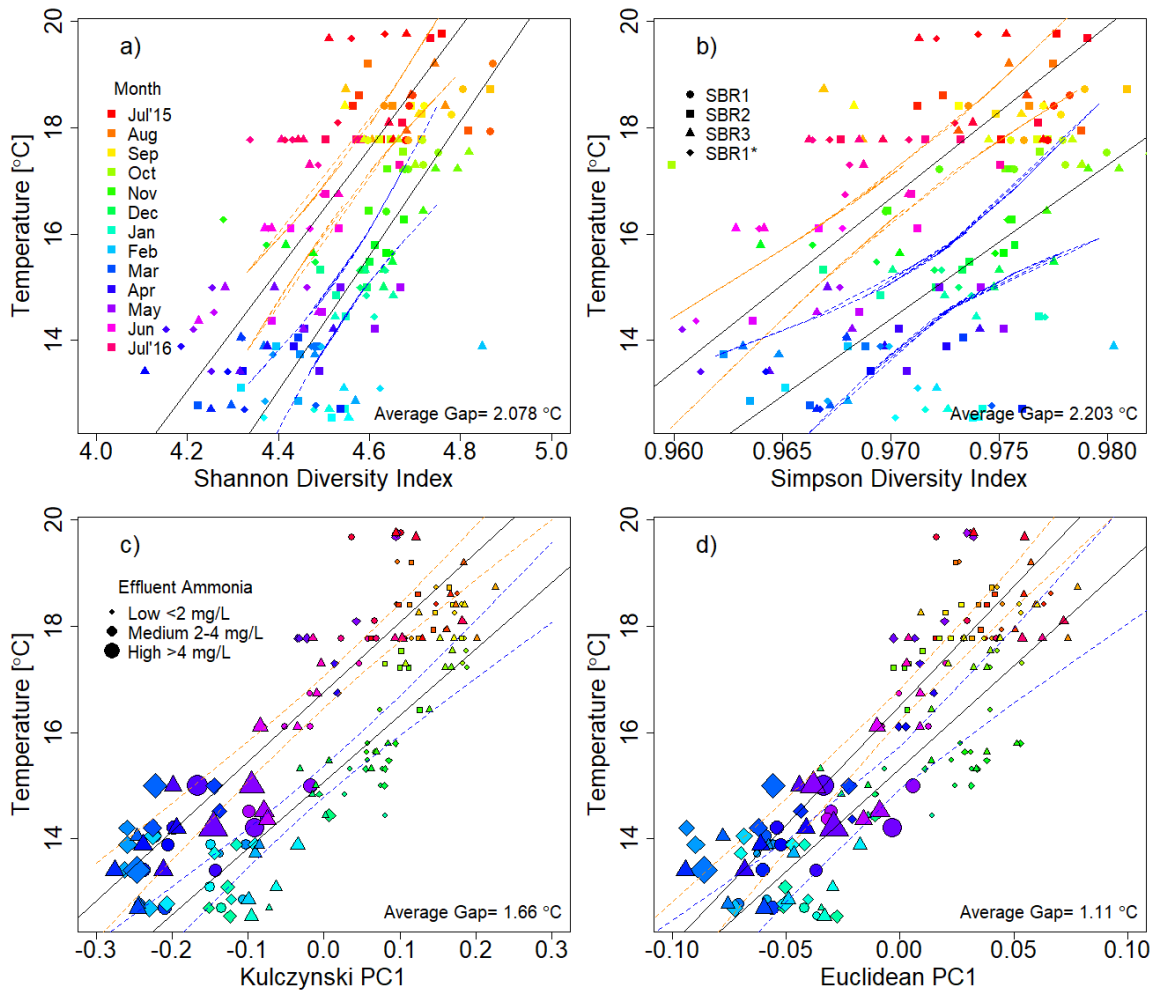 a)
Month
Jul'15
Aug
Sep
Oct
Nov
Dec
Jan
Feb
Mar
Apr
May
Jun
Jul'16
Average Gap= 2.078 °C
Temperature [°C]
20
18
16
14
4.0 4.2 4.4 4.6 4.8 5.0
Shannon Diversity Index
b)
SBR1
SBR2
SBR3
SBR1*
Average Gap= 2.203 °C
Temperature [°C]
20
18
16
14
0.960 0.965 0.970 0.975 0.980
Simpson Diversity Index
c)
Effluent Ammonia
Low <2 mg/L
Medium 2-4 mg/L
High >4 mg/L
Average Gap= 1.66 °C
Temperature [°C]
20
18
16
14
-0.3 -0.2 -0.1 0.0 0.1 0.2 0.3
Kulczynski PC1
d)
Average Gap= 1.11 °C
Temperature [°C]
20
18
16
14
-0.10 -0.05 0.00 0.05 0.10
Euclidean PC1